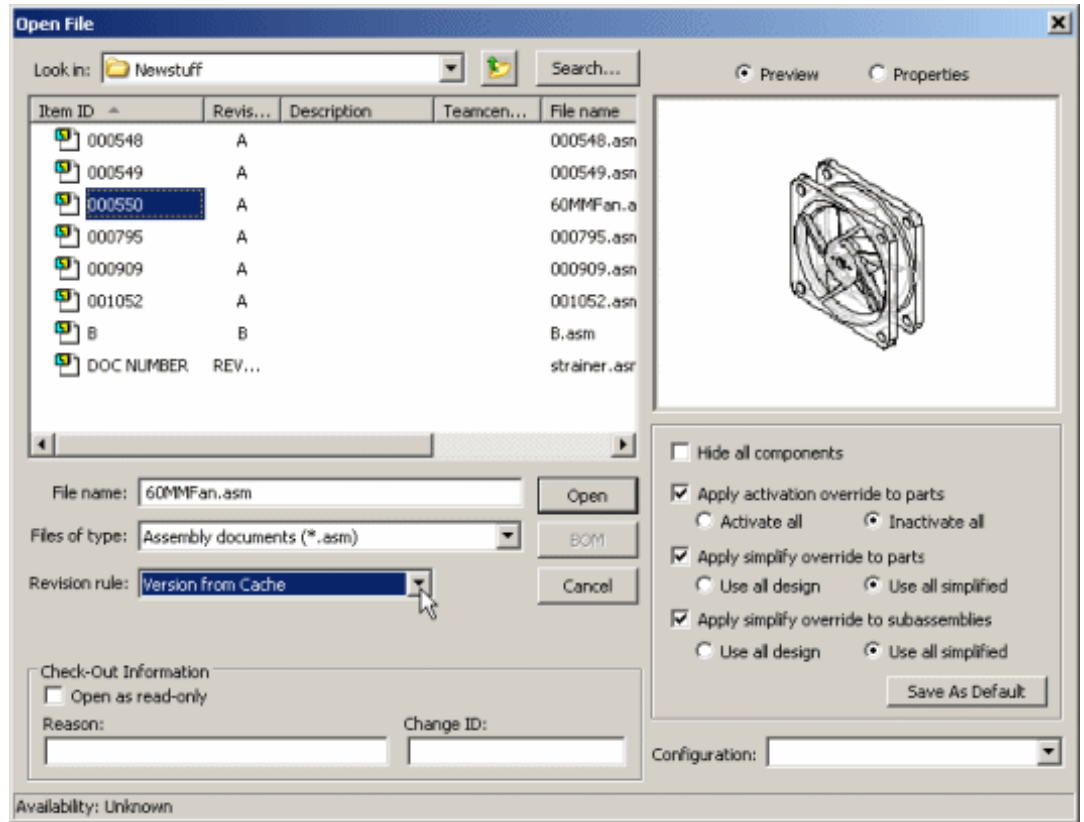 Open File
Look in: Newstuff Search... Preview Properties
Item ID Revis... Description Teamcen... File name
000548 A 000548.asn
000549 A 000549.asn
000550 A 60MMFan.a
000795 A 000795.asn
000909 A 000909.asn
001052 A 001052.asn
B B B.asm
DOC NUMBER REV... strainer.asr
Hide all components
File name: 60MMFan.asm Open
Apply activation override to parts
Activate all Inactivate all
Files of type: Assembly documents (*.asm) BOM
Apply simplify override to parts
Revision rule: Version from Cache Cancel
Use all design Use all simplified
Apply simplify override to subassemblies
Use all design Use all simplified
Check-Out Information
Open as read-only
Save As Default
Reason: Change ID:
Configuration:
Availability: Unknown